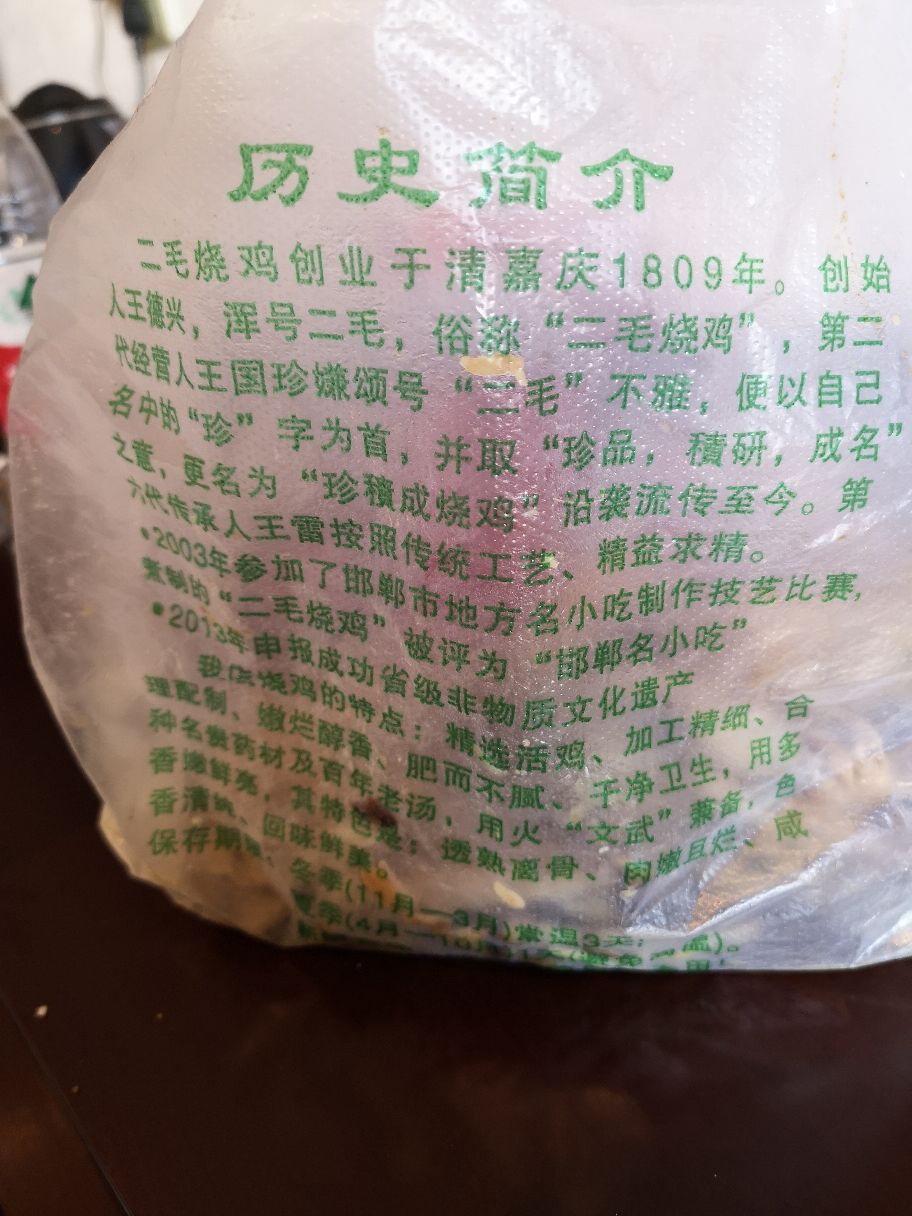 历史简介
二毛烧鸡创业于清嘉庆1809年。创始
人王德兴，浑号二毛，俗称“二毛烧鸡”，第二
代经营人王国珍嫌颂号“二毛”不雅，便以自己
名中的“珍”字为首，并取“珍品，積研，成名”
之意，更名为“珍積成烧鸡”沿袭流传至今。第
六代传承人王雷按照传统工艺、精益求精。
•2003年参加了邯郸市地方名小吃制作技艺比赛,
熏制的“二毛烧鸡”被评为“邯郸名小吃”
•2013年申报成功省级非物质文化遗产
我店烧鸡的特点：精选活鸡、加工精细、合
理配制、嫩烂醇香、肥而不腻、干净卫生，用多
种名贵药材及百年老汤，用火“文武”兼备，色
香嫩鲜亮，其特色是：透熟离骨、肉嫩且烂、咸
香清纯、回味鲜美。
保存期限：冬季(11月—3月)常温3天；
夏季(4月—10月)1天